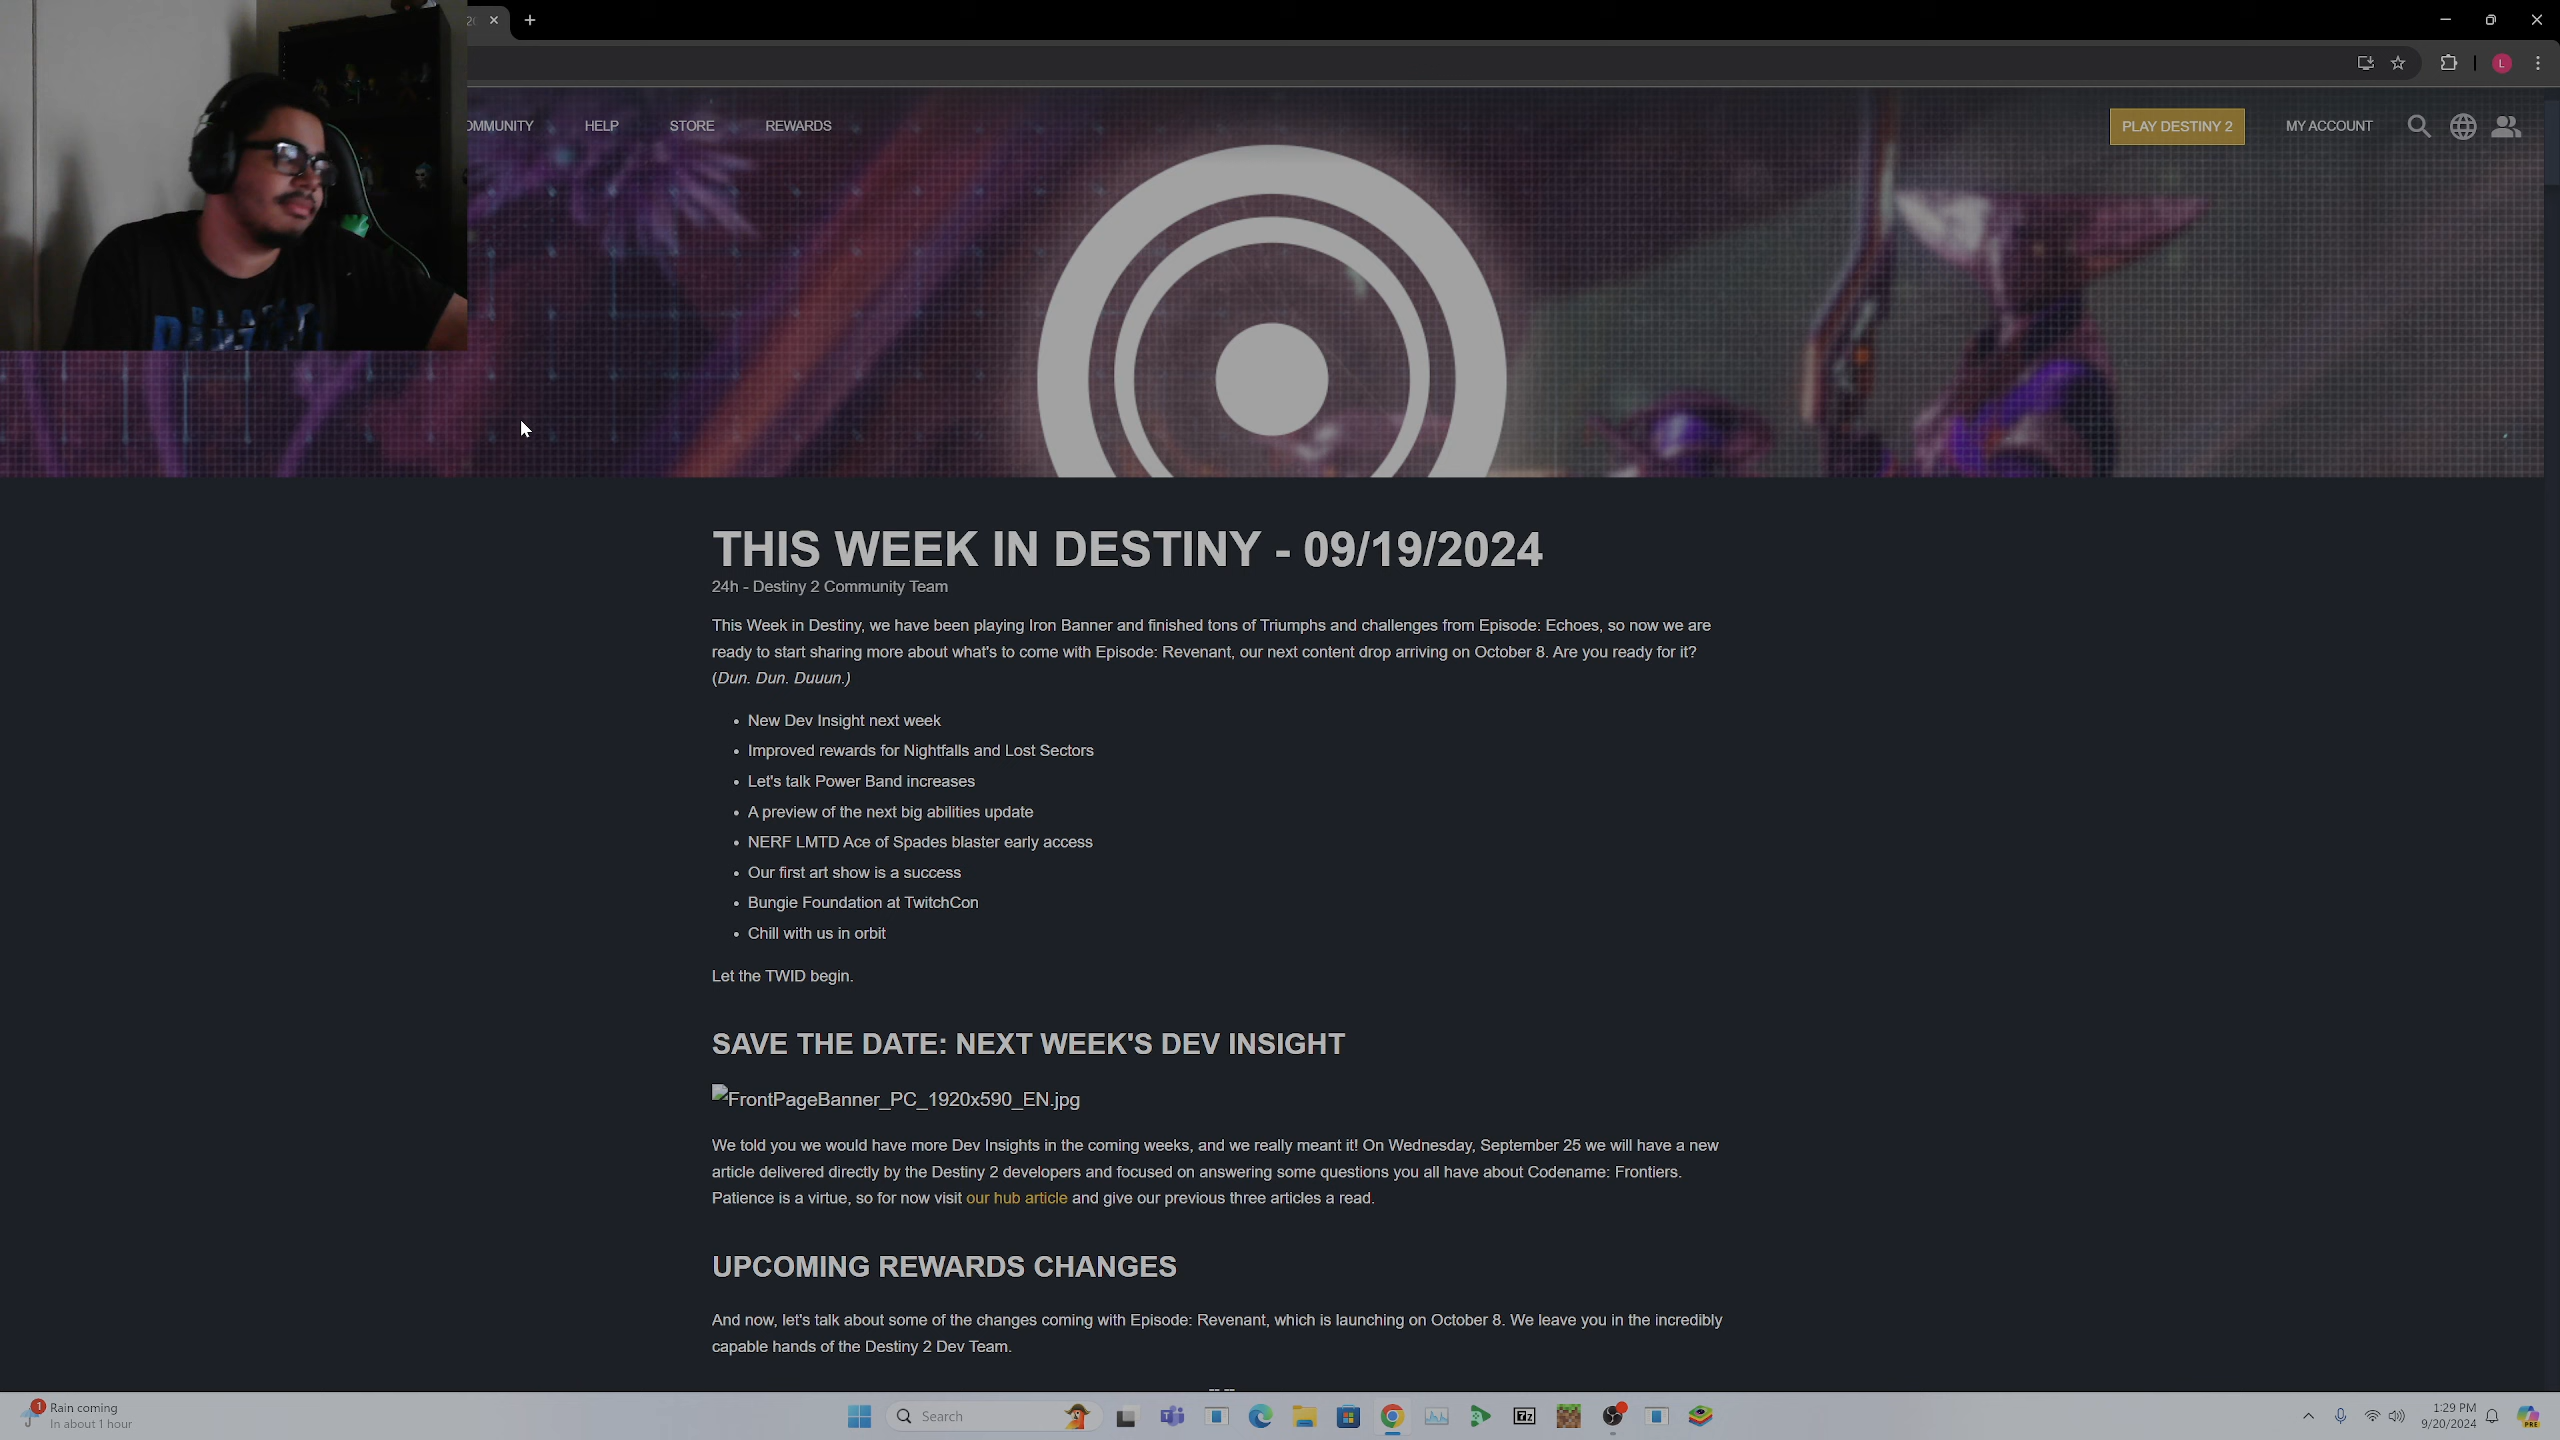 OMMUNITY HELP STORE REWARDS PLAY DESTINY 2 MY ACCOUNT
L
THIS WEEK IN DESTINY - 09/19/2024
24h - Destiny 2 Community Team
This Week in Destiny, we have been playing Iron Banner and finished tons of Triumphs and challenges from Episode: Echoes, so now we are
ready to start sharing more about what's to come with Episode: Revenant, our next content drop arriving on October 8. Are you ready for it?
(Dun. Dun. Duuun.)
• New Dev Insight next week
• Improved rewards for Nightfalls and Lost Sectors
• Let's talk Power Band increases
• A preview of the next big abilities update
• NERF LMTD Ace of Spades blaster early access
• Our first art show is a success
• Bungie Foundation at TwitchCon
• Chill with us in orbit
Let the TWID begin.
SAVE THE DATE: NEXT WEEK'S DEV INSIGHT
FrontPageBanner_PC_1920x590_EN.jpg
We told you we would have more Dev Insights in the coming weeks, and we really meant it! On Wednesday, September 25 we will have a new
article delivered directly by the Destiny 2 developers and focused on answering some questions you all have about Codename: Frontiers.
Patience is a virtue, so for now visit our hub article and give our previous three articles a read.
UPCOMING REWARDS CHANGES
And now, let's talk about some of the changes coming with Episode: Revenant, which is launching on October 8. We leave you in the incredibly
capable hands of the Destiny 2 Dev Team.
1
Rain coming
In about 1 hour
Search
7z
1:29 PM
9/20/2024
PRE